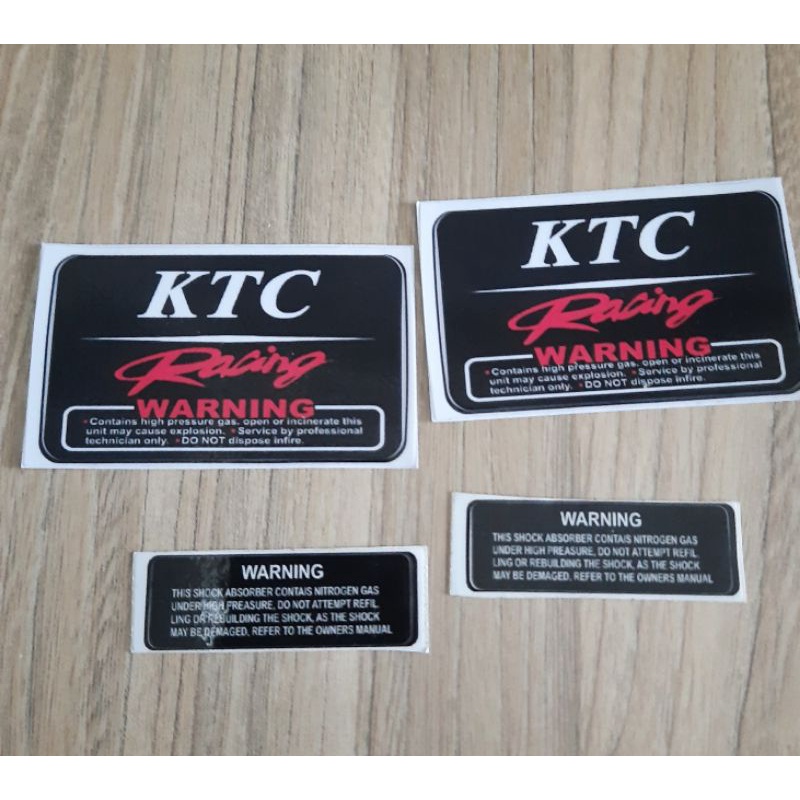 KTC
Racing
WARNING
•Contains high pressure gas. open or incinerate this
unit may cause explosion. •Service by professional
technician only. •DO NOT dispose infire.
KTC
Racing
WARNING
•Contains high pressure gas. open or incinerate this
unit may cause explosion. •Service by professional
technician only. •DO NOT dispose infire.
WARNING
THIS SHOCK ABSORBER CONTAIS NITROGEN GAS
UNDER HIGH PREASURE, DO NOT ATTEMPT REFIL.
LING OR REBUILDING THE SHOCK, AS THE SHOCK
MAY BE DEMAGED, REFER TO THE OWNERS MANUAL
WARNING
THIS SHOCK ABSORBER CONTAIS NITROGEN GAS
UNDER HIGH PREASURE, DO NOT ATTEMPT REFIL.
LING OR REBUILDING THE SHOCK, AS THE SHOCK
MAY BE DEMAGED, REFER TO THE OWNERS MANUAL